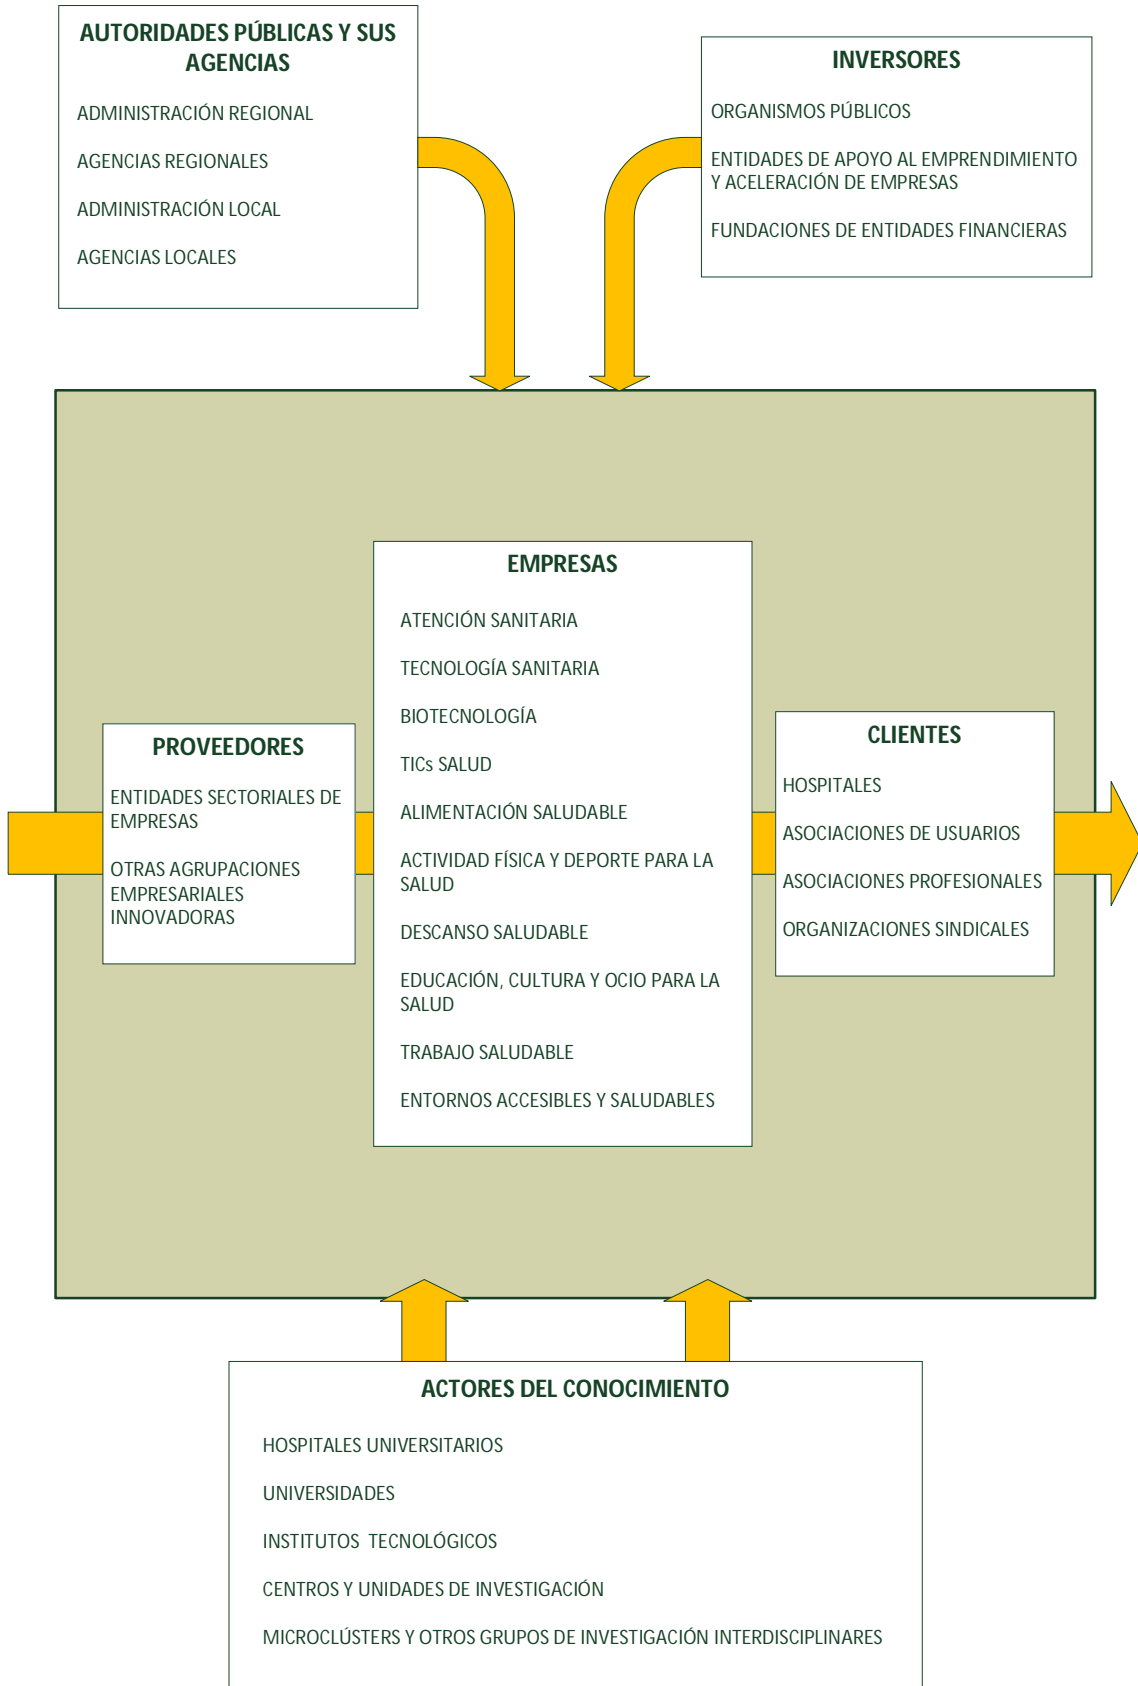 AUTORIDADES PÚBLICAS Y SUS
AGENCIAS
ADMINISTRACIÓN REGIONAL
AGENCIAS REGIONALES
ADMINISTRACIÓN LOCAL
AGENCIAS LOCALES
INVERSORES
ORGANISMOS PÚBLICOS
ENTIDADES DE APOYO AL EMPRENDIMIENTO
Y ACELERACIÓN DE EMPRESAS
FUNDACIONES DE ENTIDADES FINANCIERAS
PROVEEDORES
ENTIDADES SECTORIALES DE
EMPRESAS
OTRAS AGRUPACIONES
EMPRESARIALES
INNOVADORAS
EMPRESAS
ATENCIÓN SANITARIA
TECNOLOGÍA SANITARIA
BIOTECNOLOGÍA
TICs SALUD
ALIMENTACIÓN SALUDABLE
ACTIVIDAD FÍSICA Y DEPORTE PARA LA
SALUD
DESCANSO SALUDABLE
EDUCACIÓN, CULTURA Y OCIO PARA LA
SALUD
TRABAJO SALUDABLE
ENTORNOS ACCESIBLES Y SALUDABLES
CLIENTES
HOSPITALES
ASOCIACIONES DE USUARIOS
ASOCIACIONES PROFESIONALES
ORGANIZACIONES SINDICALES
ACTORES DEL CONOCIMIENTO
HOSPITALES UNIVERSITARIOS
UNIVERSIDADES
INSTITUTOS TECNOLÓGICOS
CENTROS Y UNIDADES DE INVESTIGACIÓN
MICROCLÚSTERS Y OTROS GRUPOS DE INVESTIGACIÓN INTERDISCIPLINARES